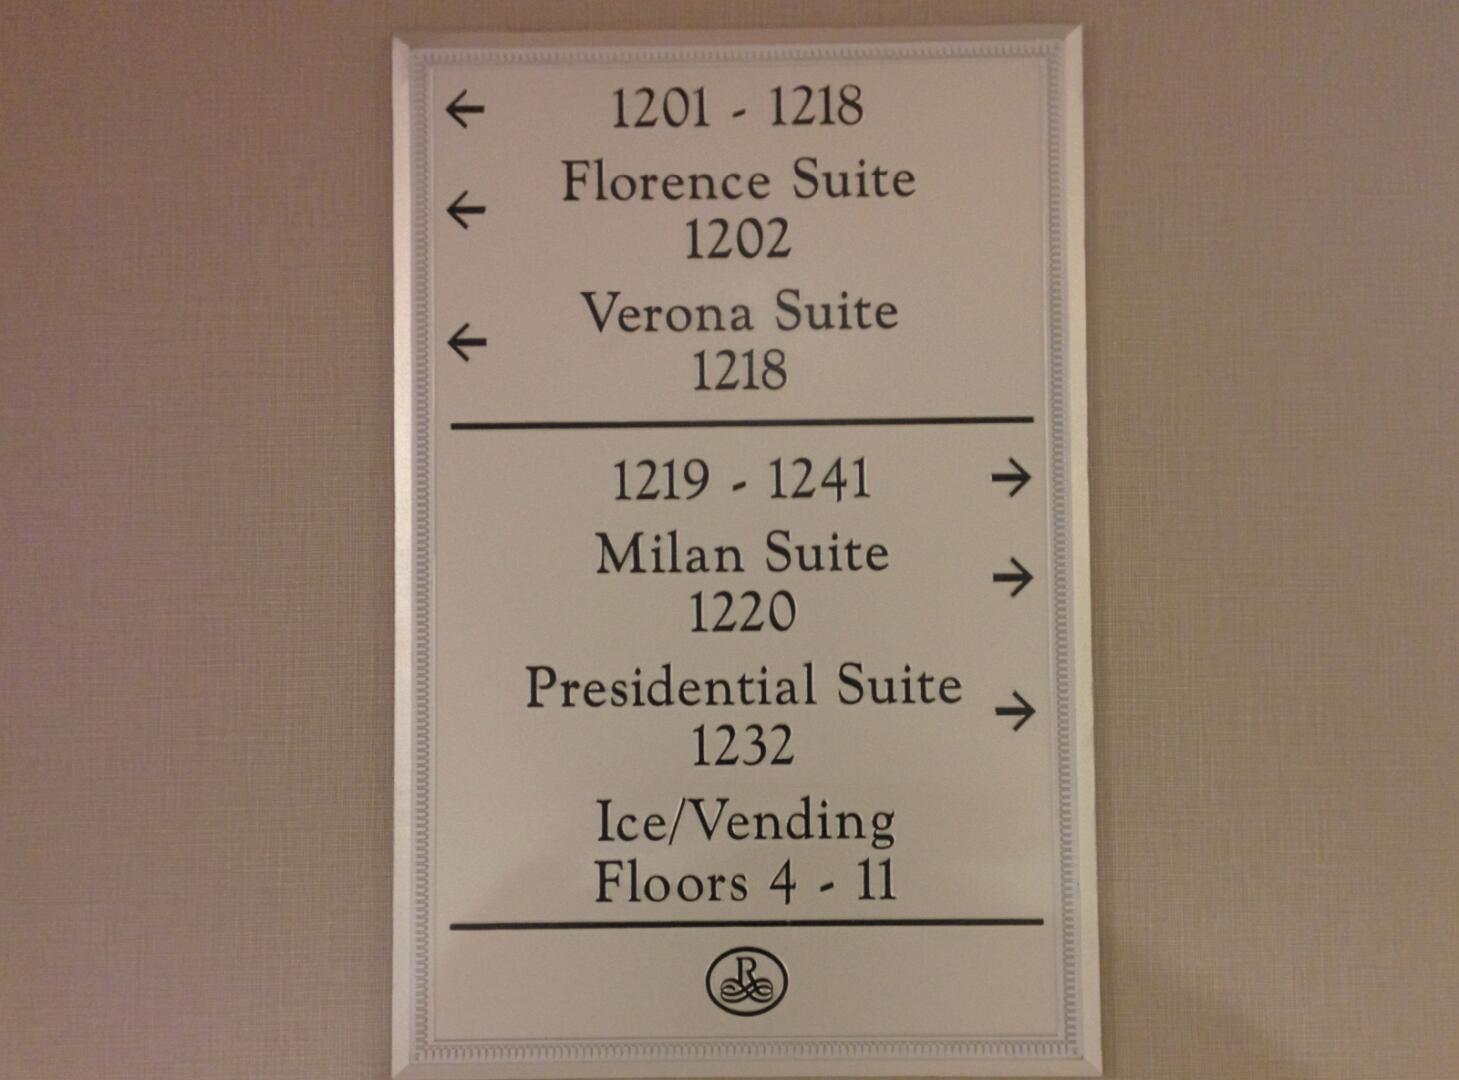 ← 1201 - 1218
Florence Suite
← 1202
Verona Suite
← 1218
1219 - 1241 →
Milan Suite
1220 →
Presidential Suite →
1232
Ice/Vending
Floors 4 - 11
R